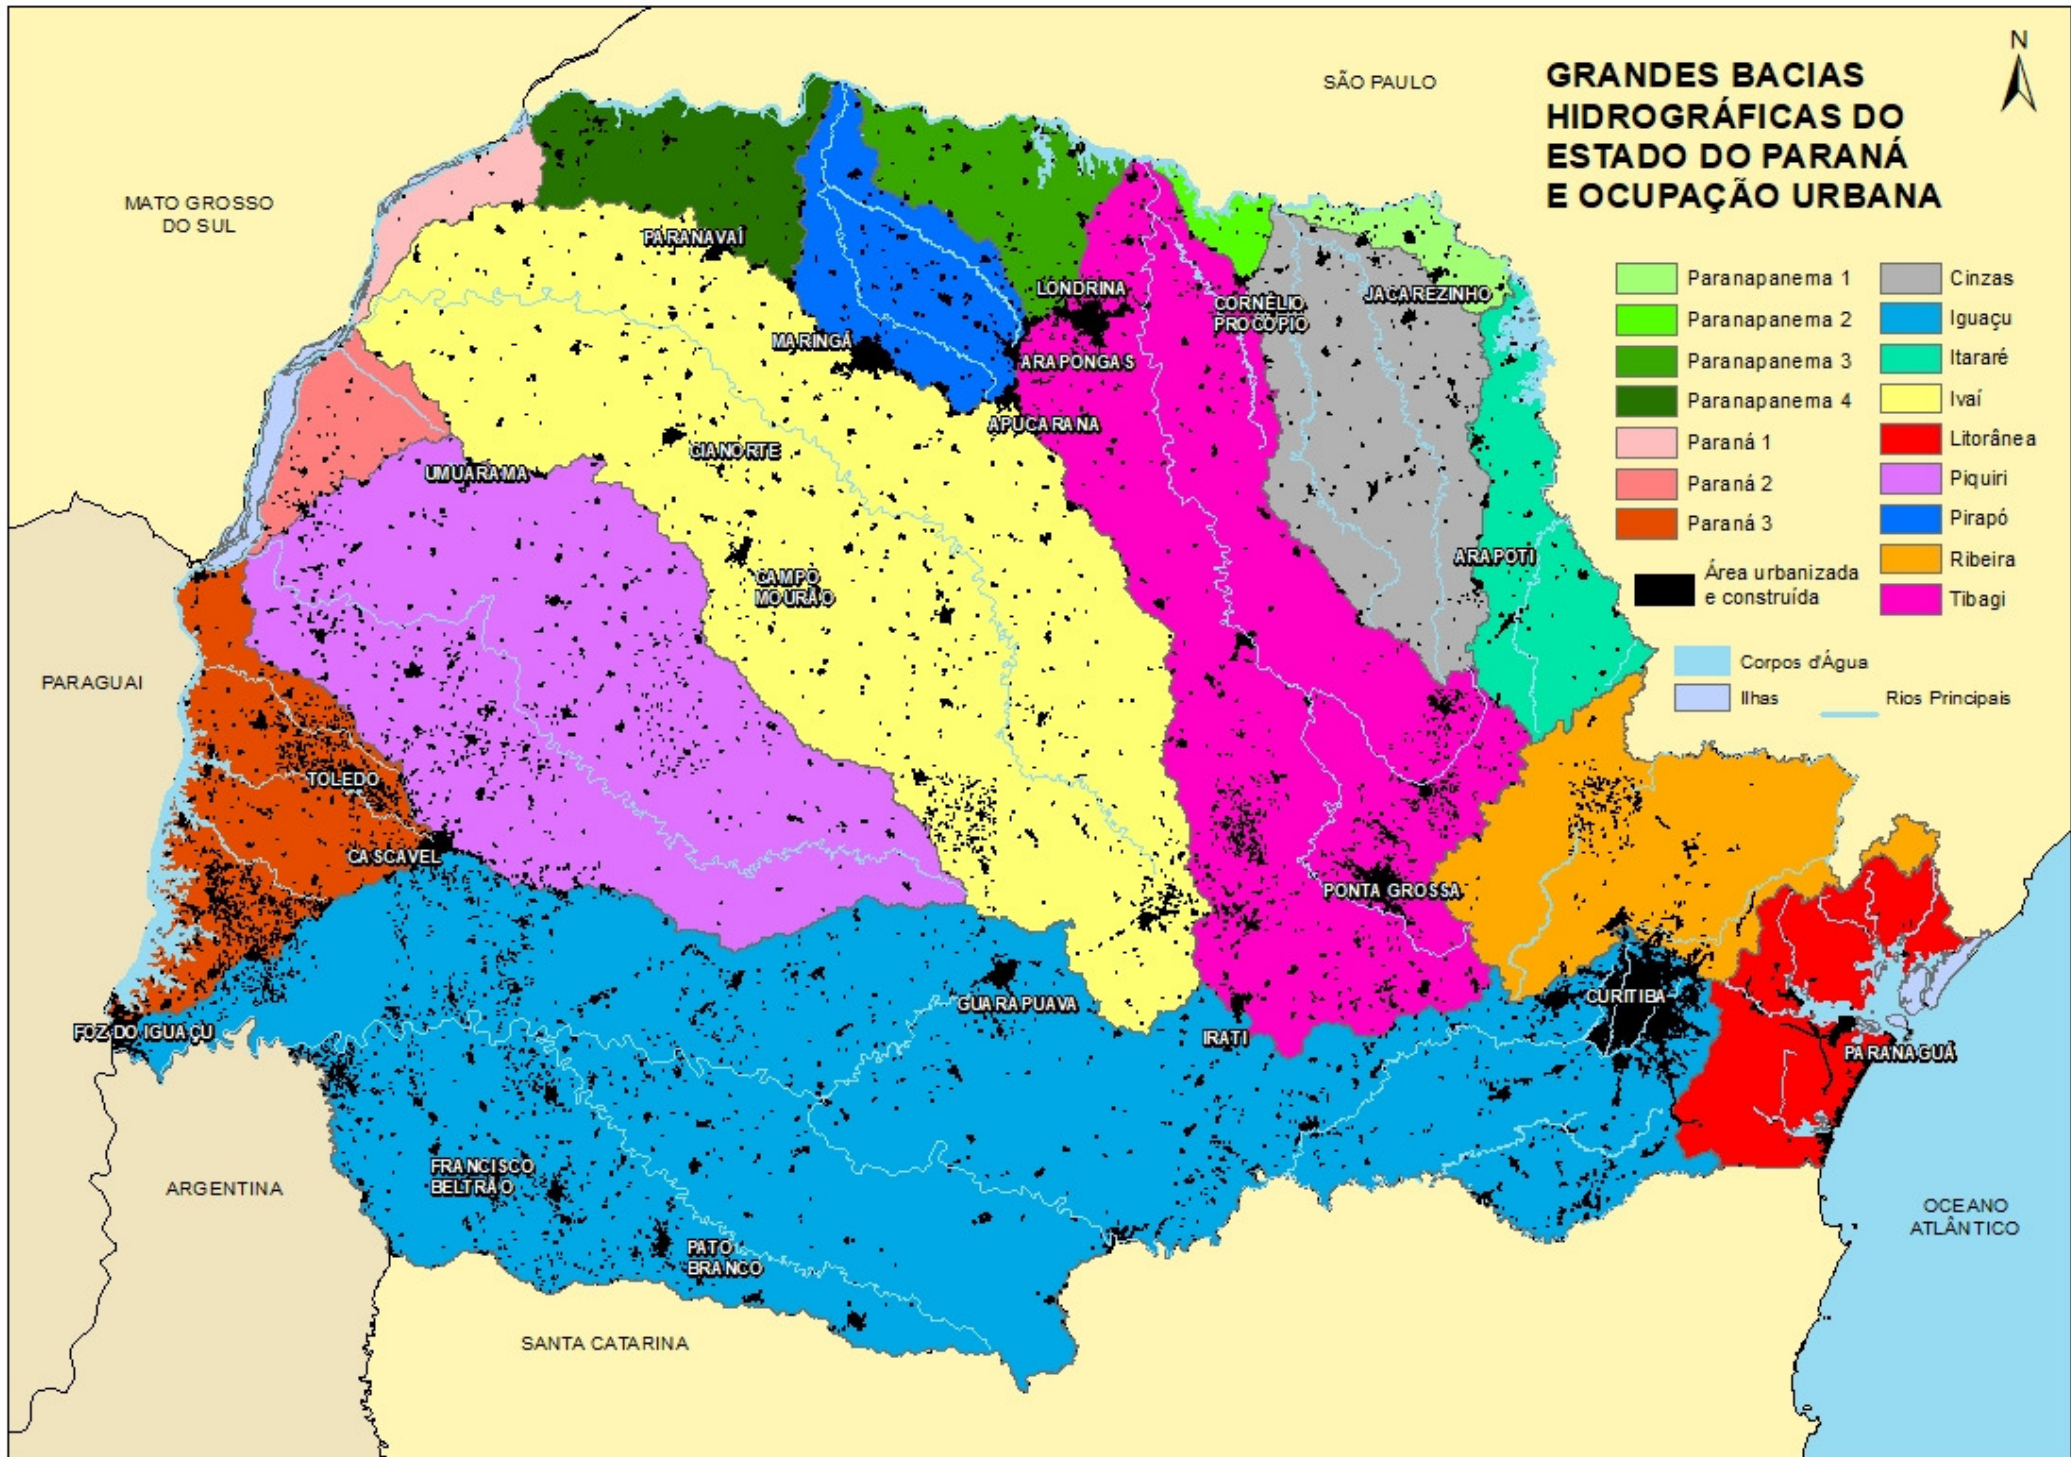 GRANDES BACIAS
HIDROGRÁFICAS DO
ESTADO DO PARANÁ
E OCUPAÇÃO URBANA
N
SÃO PAULO
MATO GROSSO
DO SUL
PARAGUAI
ARGENTINA
SANTA CATARINA
OCEANO
ATLÂNTICO
Paranapanema 1
Paranapanema 2
Paranapanema 3
Paranapanema 4
Paraná 1
Paraná 2
Paraná 3
Área urbanizada
e construída
Cinzas
Iguaçu
Itararé
Ivaí
Litorânea
Piquiri
Pirapó
Ribeira
Tibagi
Corpos d'Água
Ilhas
Rios Principais
PARANAVAÍ
LONDRINA
CORNÉLIO
PROCÓPIO
JACAREZINHO
MARINGÁ
ARAPONGAS
APUCARANA
CIANORTE
UMUARAMA
CAMPO
MOURÃO
ARAPOTI
TOLEDO
CASCAVEL
PONTA GROSSA
GUARAPUAVA
CURITIBA
IRATI
FOZ DO IGUAÇU
PARANAGUÁ
FRANCISCO
BELTRÃO
PATO
BRANCO